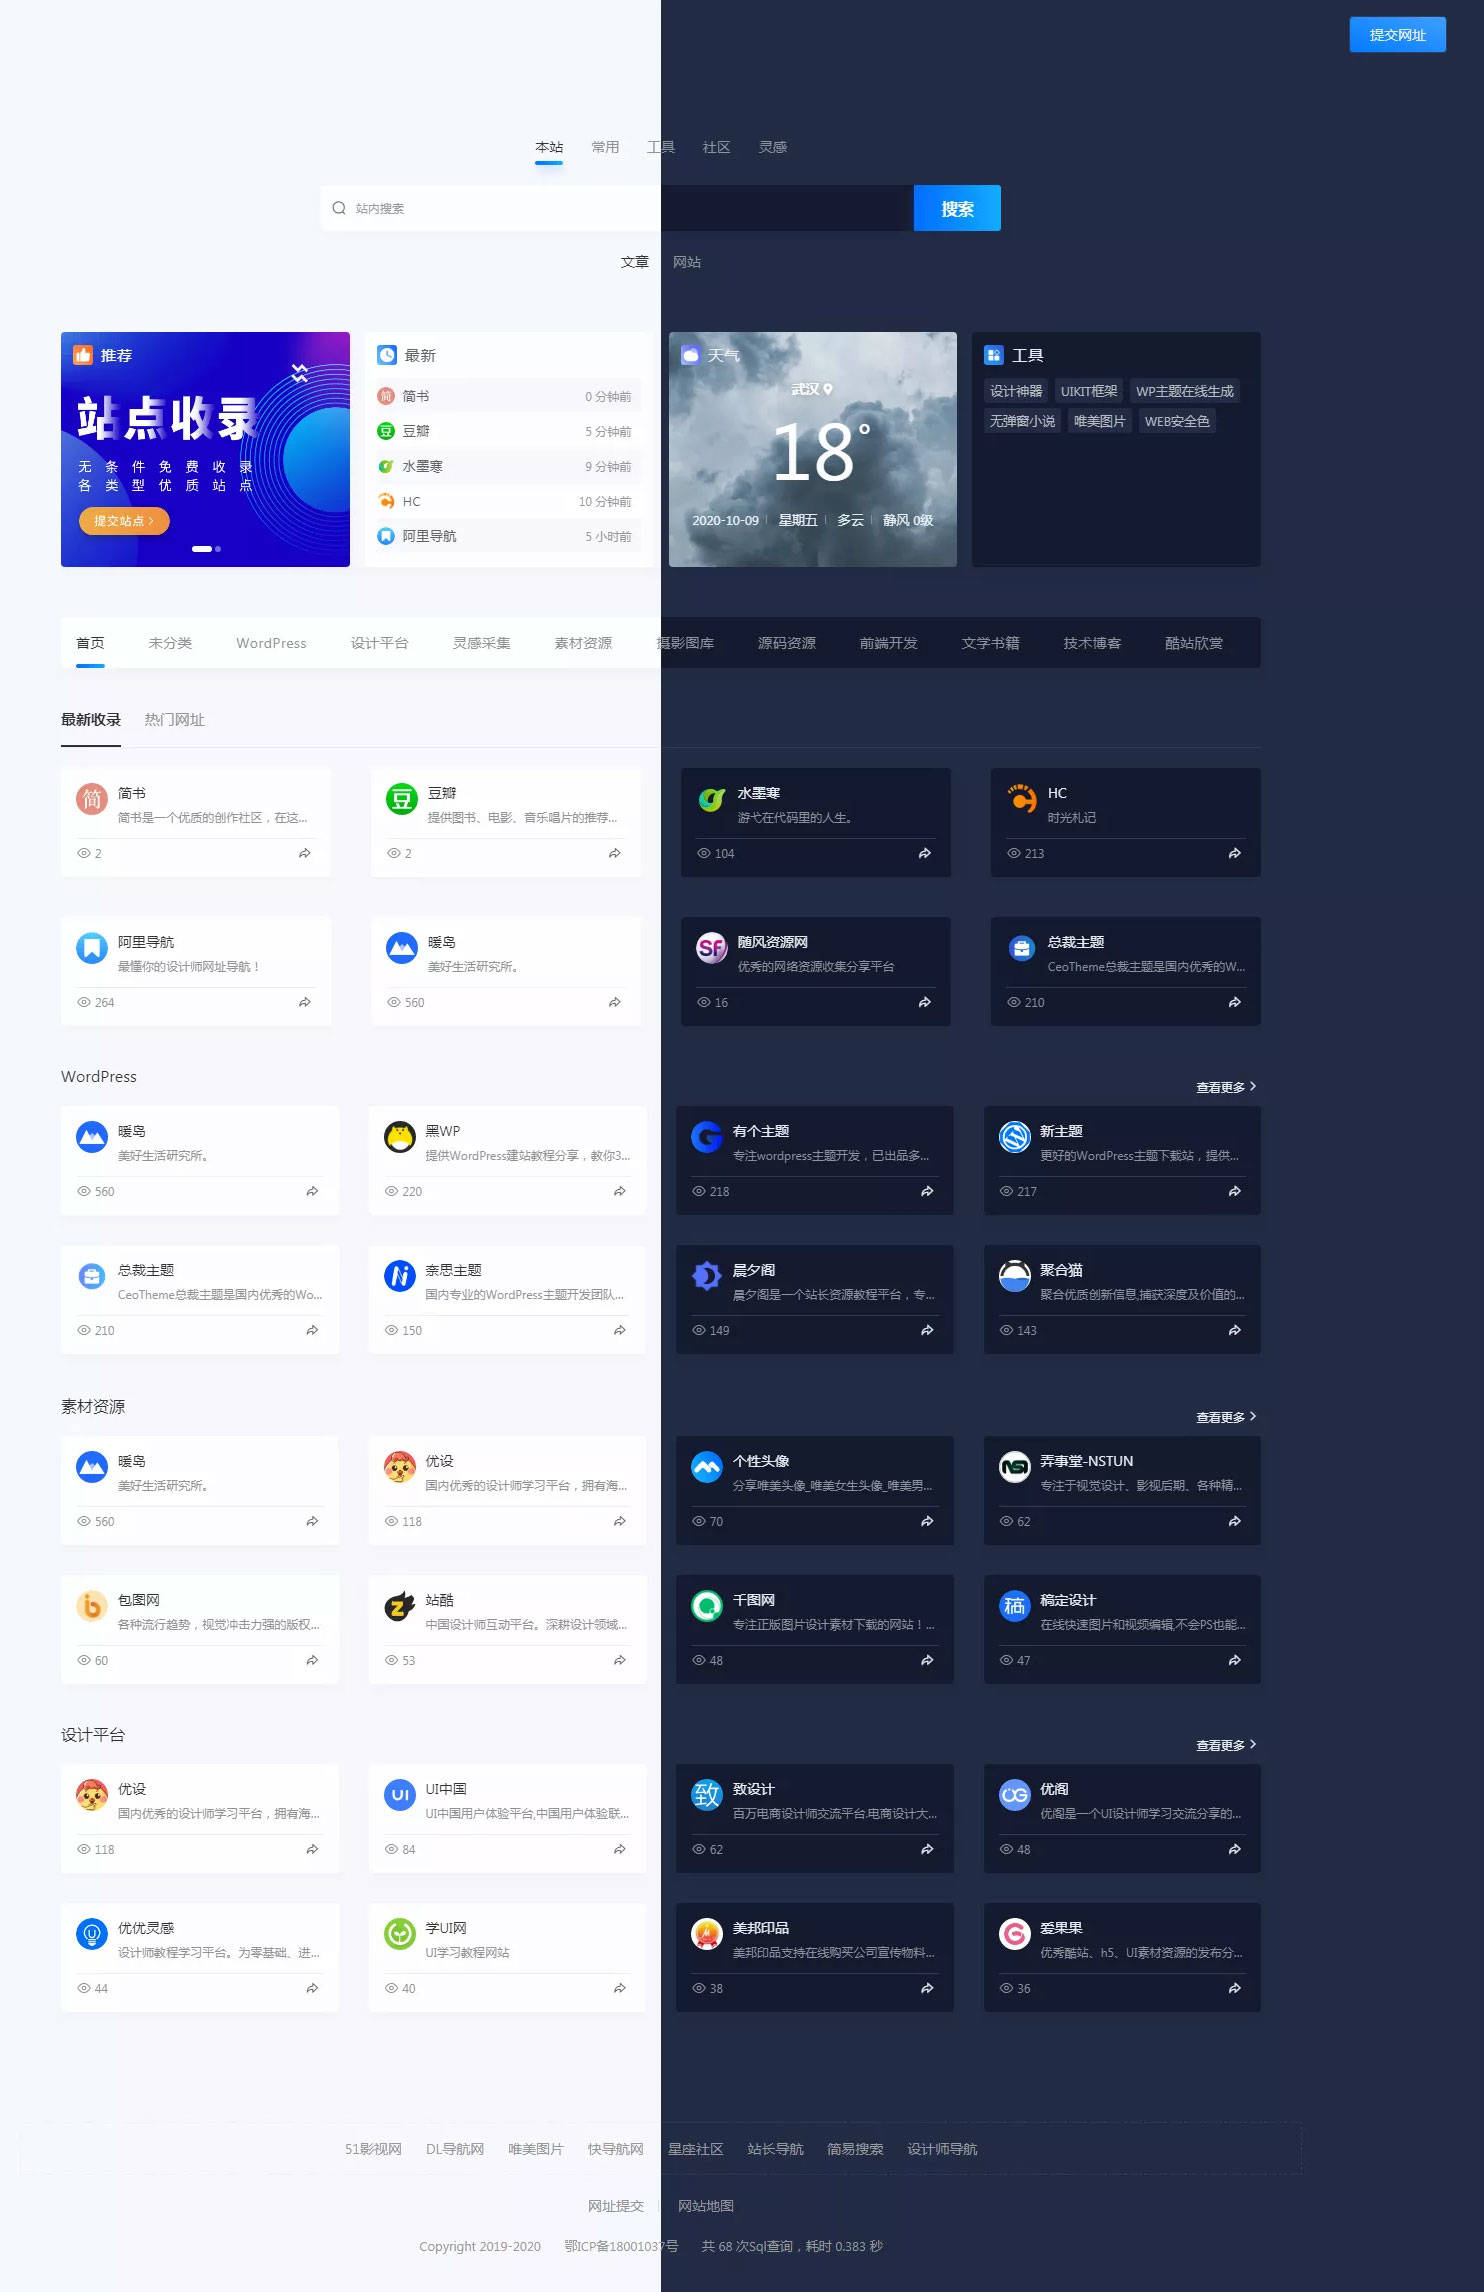 提交网址
本站 常用 工具 社区 灵感
站内搜索 搜索
文章 网站
推荐
站点收录
无条件免费收录
各类型优质站点
提交站点
最新
简书 0 分钟前
豆瓣 5 分钟前
水墨寒 9 分钟前
HC 10 分钟前
阿里导航 5 小时前
天气
武汉
18°
2020-10-09 星期五 多云 静风 0级
工具
设计神器 UIKIT框架 WP主题在线生成
无弹窗小说 唯美图片 WEB安全色
首页 未分类 WordPress 设计平台 灵感采集 素材资源 摄影图库 源码资源 前端开发 文学书籍 技术博客 酷站欣赏
最新收录 热门网址
简 简书
简书是一个优质的创作社区，在这...
2
豆 豆瓣
提供图书、电影、音乐唱片的推荐...
2
水墨寒
游弋在代码里的人生。
104
HC
时光札记
213
阿里导航
最懂你的设计师网址导航！
264
暖岛
美好生活研究所。
560
SF 随风资源网
优秀的网络资源收集分享平台
16
总裁主题
CeoTheme总裁主题是国内优秀的W...
210
WordPress 查看更多
暖岛
美好生活研究所。
560
黑WP
提供WordPress建站教程分享，教你3...
220
有个主题
专注wordpress主题开发，已出品多...
218
新主题
更好的WordPress主题下载站，提供...
217
总裁主题
CeoTheme总裁主题是国内优秀的Wo...
210
亲思主题
国内专业的WordPress主题开发团队...
150
晨夕阁
晨夕阁是一个站长资源教程平台，专...
149
聚合猫
聚合优质创新信息,捕获深度及价值的...
143
素材资源 查看更多
暖岛
美好生活研究所。
560
优设
国内优秀的设计师学习平台，拥有海...
118
个性头像
分享唯美头像_唯美女生头像_唯美男...
70
弄事堂-NSTUN
专注于视觉设计、影视后期、各种精...
62
包图网
各种流行趋势，视觉冲击力强的版权...
60
站酷
中国设计师互动平台。深耕设计领域...
53
千图网
专注正版图片设计素材下载的网站！...
48
稿 稿定设计
在线快速图片和视频编辑,不会PS也能...
47
设计平台 查看更多
优设
国内优秀的设计师学习平台，拥有海...
118
UI UI中国
UI中国用户体验平台,中国用户体验联...
84
致 致设计
百万电商设计师交流平台.电商设计大...
62
优阁
优阁是一个UI设计师学习交流分享的...
48
优优灵感
设计师教程学习平台。为零基础、进...
44
学UI网
UI学习教程网站
40
美邦印品
美邦印品支持在线购买公司宣传物料...
38
爱果果
优秀酷站、h5、UI素材资源的发布分...
36
51影视网 DL导航网 唯美图片 快导航网 星座社区 站长导航 简易搜索 设计师导航
网址提交 网站地图
Copyright 2019-2020 鄂ICP备18001037号 共 68 次Sql查询，耗时 0.383 秒